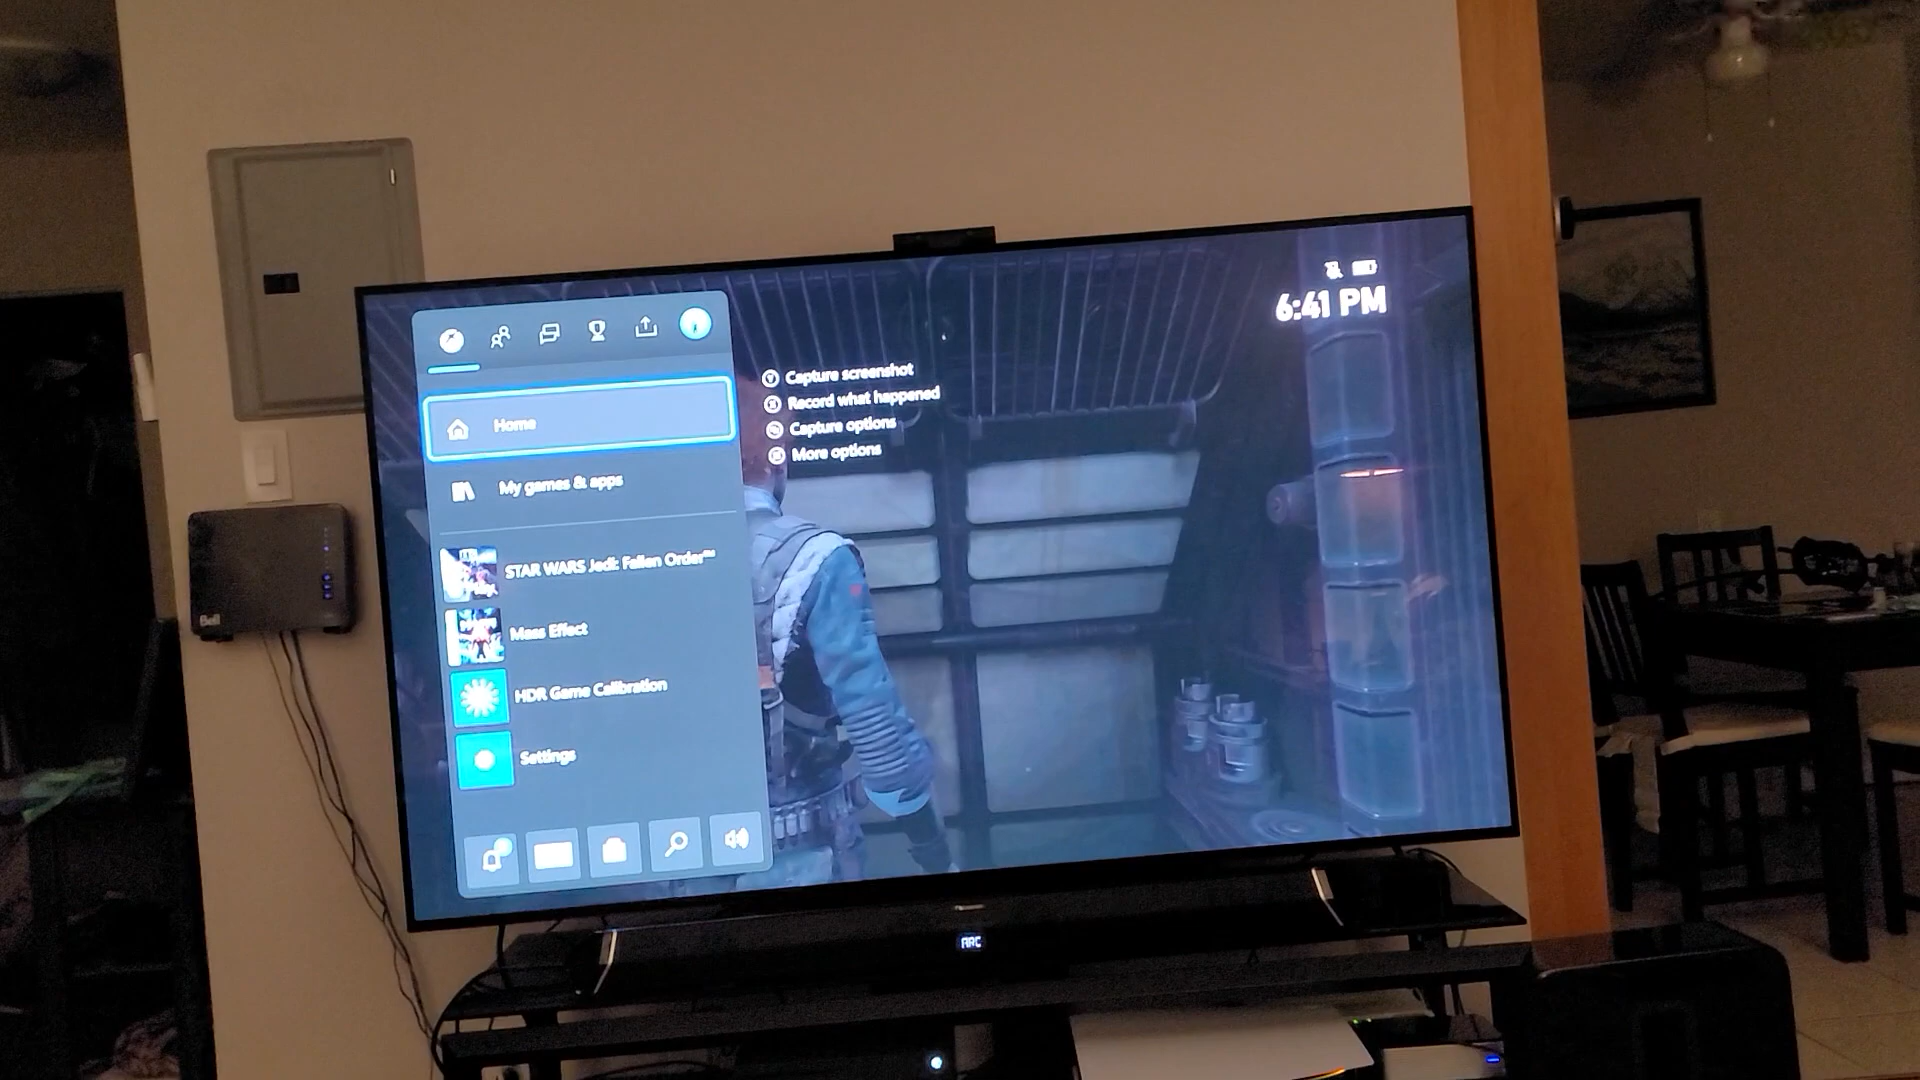 6:41 PM
Capture screenshot
Record what happened
Capture options
More options
Home
My games & apps
STAR WARS Jedi: Fallen Order™
Mass Effect
HDR Game Calibration
Settings
Bell
ARC